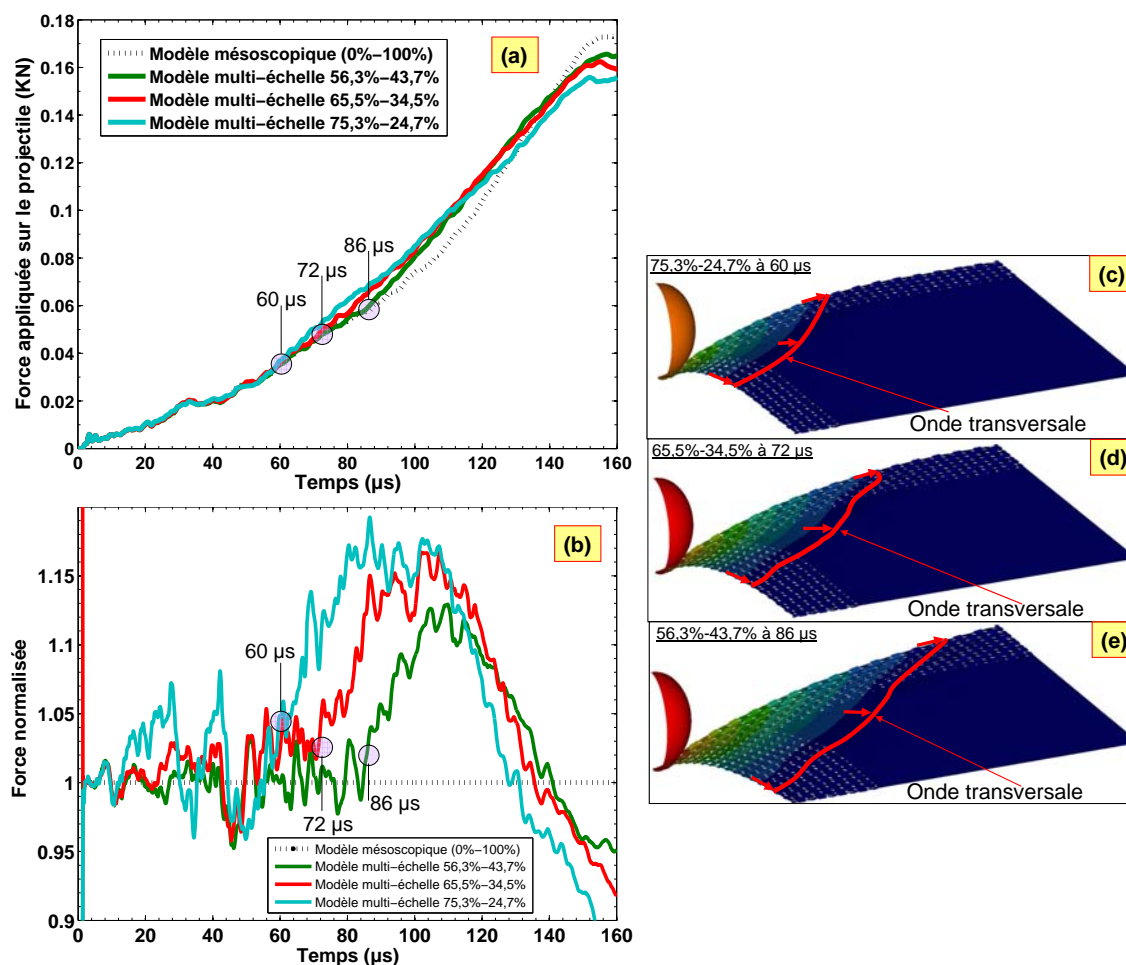 0.18
0.16
0.14
0.12
0.1
0.08
0.06
0.04
0.02
0
Force appliquée sur le projectile (KN)
Modèle mésoscopique (0%−100%)
Modèle multi−échelle 56,3%−43,7%
Modèle multi−échelle 65,5%−34,5%
Modèle multi−échelle 75,3%−24,7%
(a)
86 µs
72 µs
60 µs
0 20 40 60 80 100 120 140 160
Temps (µs)
(b)
1.15
1.1
1.05
1
0.95
0.9
Force normalisée
60 µs
86 µs
72 µs
Modèle mésoscopique (0%−100%)
Modèle multi−échelle 56,3%−43,7%
Modèle multi−échelle 65,5%−34,5%
Modèle multi−échelle 75,3%−24,7%
0 20 40 60 80 100 120 140 160
Temps (µs)
75,3%-24,7% à 60 µs
(c)
Onde transversale
65,5%-34,5% à 72 µs
(d)
Onde transversale
56,3%-43,7% à 86 µs
(e)
Onde transversale